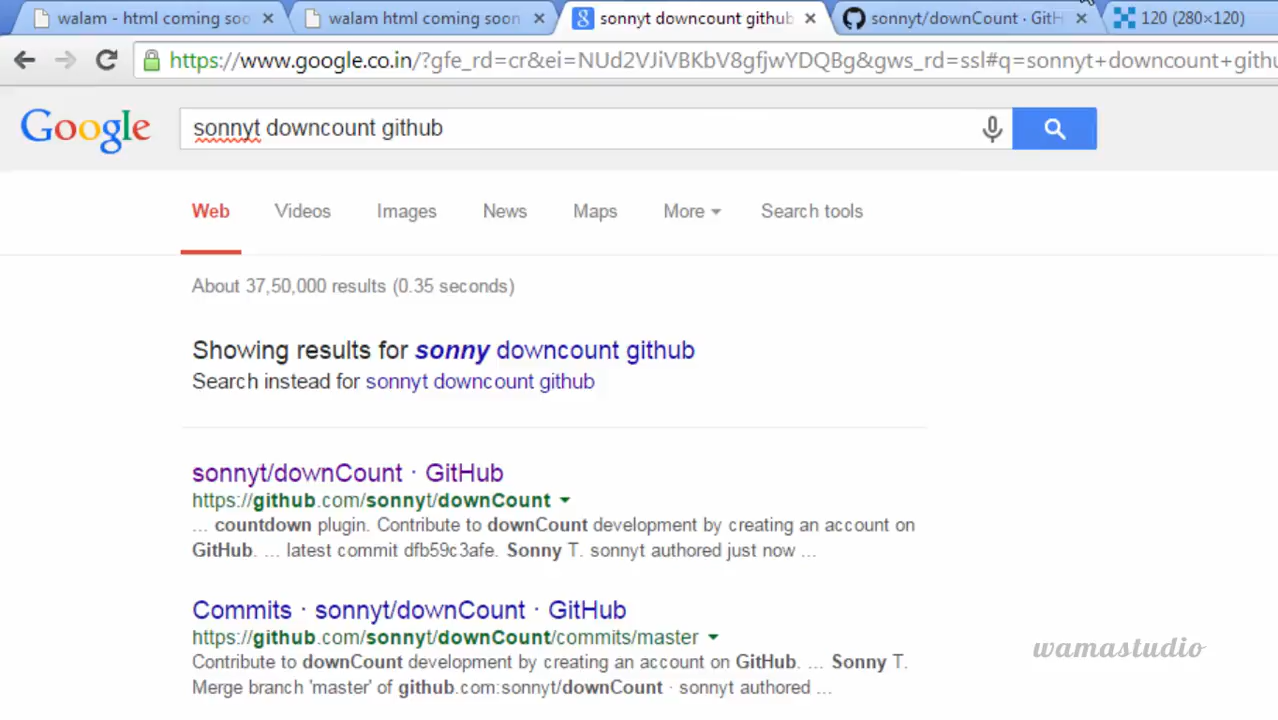 walam - html coming soo
walam html coming soon
sonnyt downcount github
sonnyt/downCount · GitH
120 (280×120)
https://www.google.co.in/?gfe_rd=cr&ei=NUd2VJiVBKbV8gfjwYDQBg&gws_rd=ssl#q=sonnyt+downcount+githu
Google
sonnyt downcount github
Web Videos Images News Maps More Search tools
About 37,50,000 results (0.35 seconds)
Showing results for sonny downcount github
Search instead for sonnyt downcount github
sonnyt/downCount · GitHub
https://github.com/sonnyt/downCount
... countdown plugin. Contribute to downCount development by creating an account on
GitHub. ... latest commit dfb59c3afe. Sonny T. sonnyt authored just now ...
Commits · sonnyt/downCount · GitHub
https://github.com/sonnyt/downCount/commits/master
Contribute to downCount development by creating an account on GitHub. ... Sonny T.
Merge branch 'master' of github.com:sonnyt/downCount · sonnyt authored ...
wamastudio